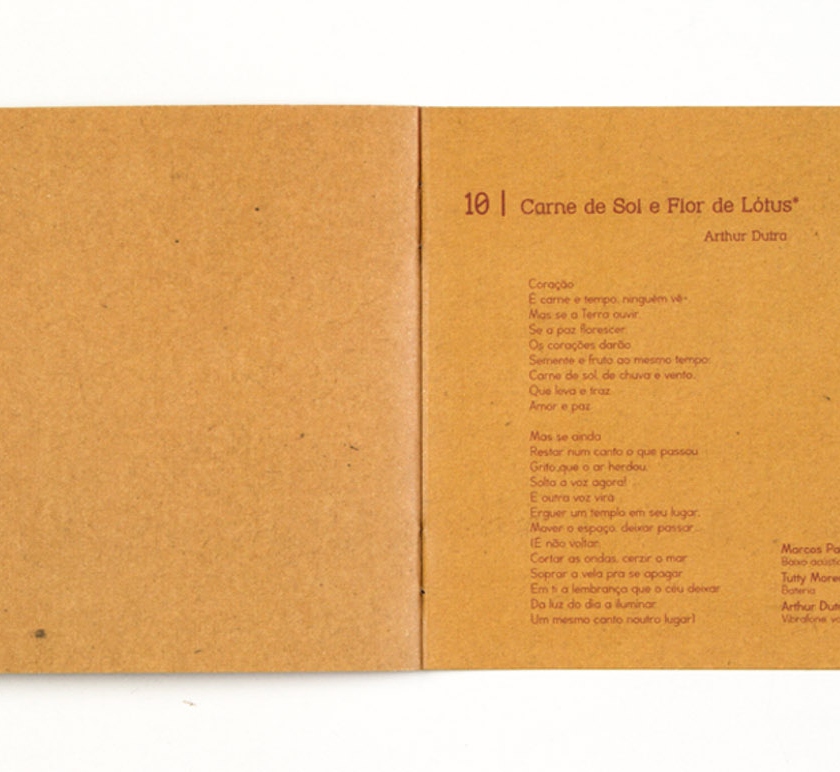 10 | Carne de Sol e Flor de Lótus*
Arthur Dutra
Coração
É carne e tempo, ninguém vê-
Mas se a Terra ouvir,
Se a paz florescer,
Os corações darão
Semente e fruto ao mesmo tempo:
Carne de sol, de chuva e vento,
Que leva e traz
Amor e paz
Mas se ainda
Restar num canto o que passou
Grito que o ar herdou,
Solta a voz agora!
E outra voz virá
Erguer um templo em seu lugar,
Mover o espaço, deixar passar...
(E não voltar,
Cortar as ondas, cerzir o mar
Soprar a vela pra se apagar
Em ti a lembrança que o céu deixar
Da luz do dia a iluminar
Um mesmo canto noutro lugar)
Marcos Pa
Baixo acústic
Tutty More
Bateria
Arthur Dut
Vibrafone vo